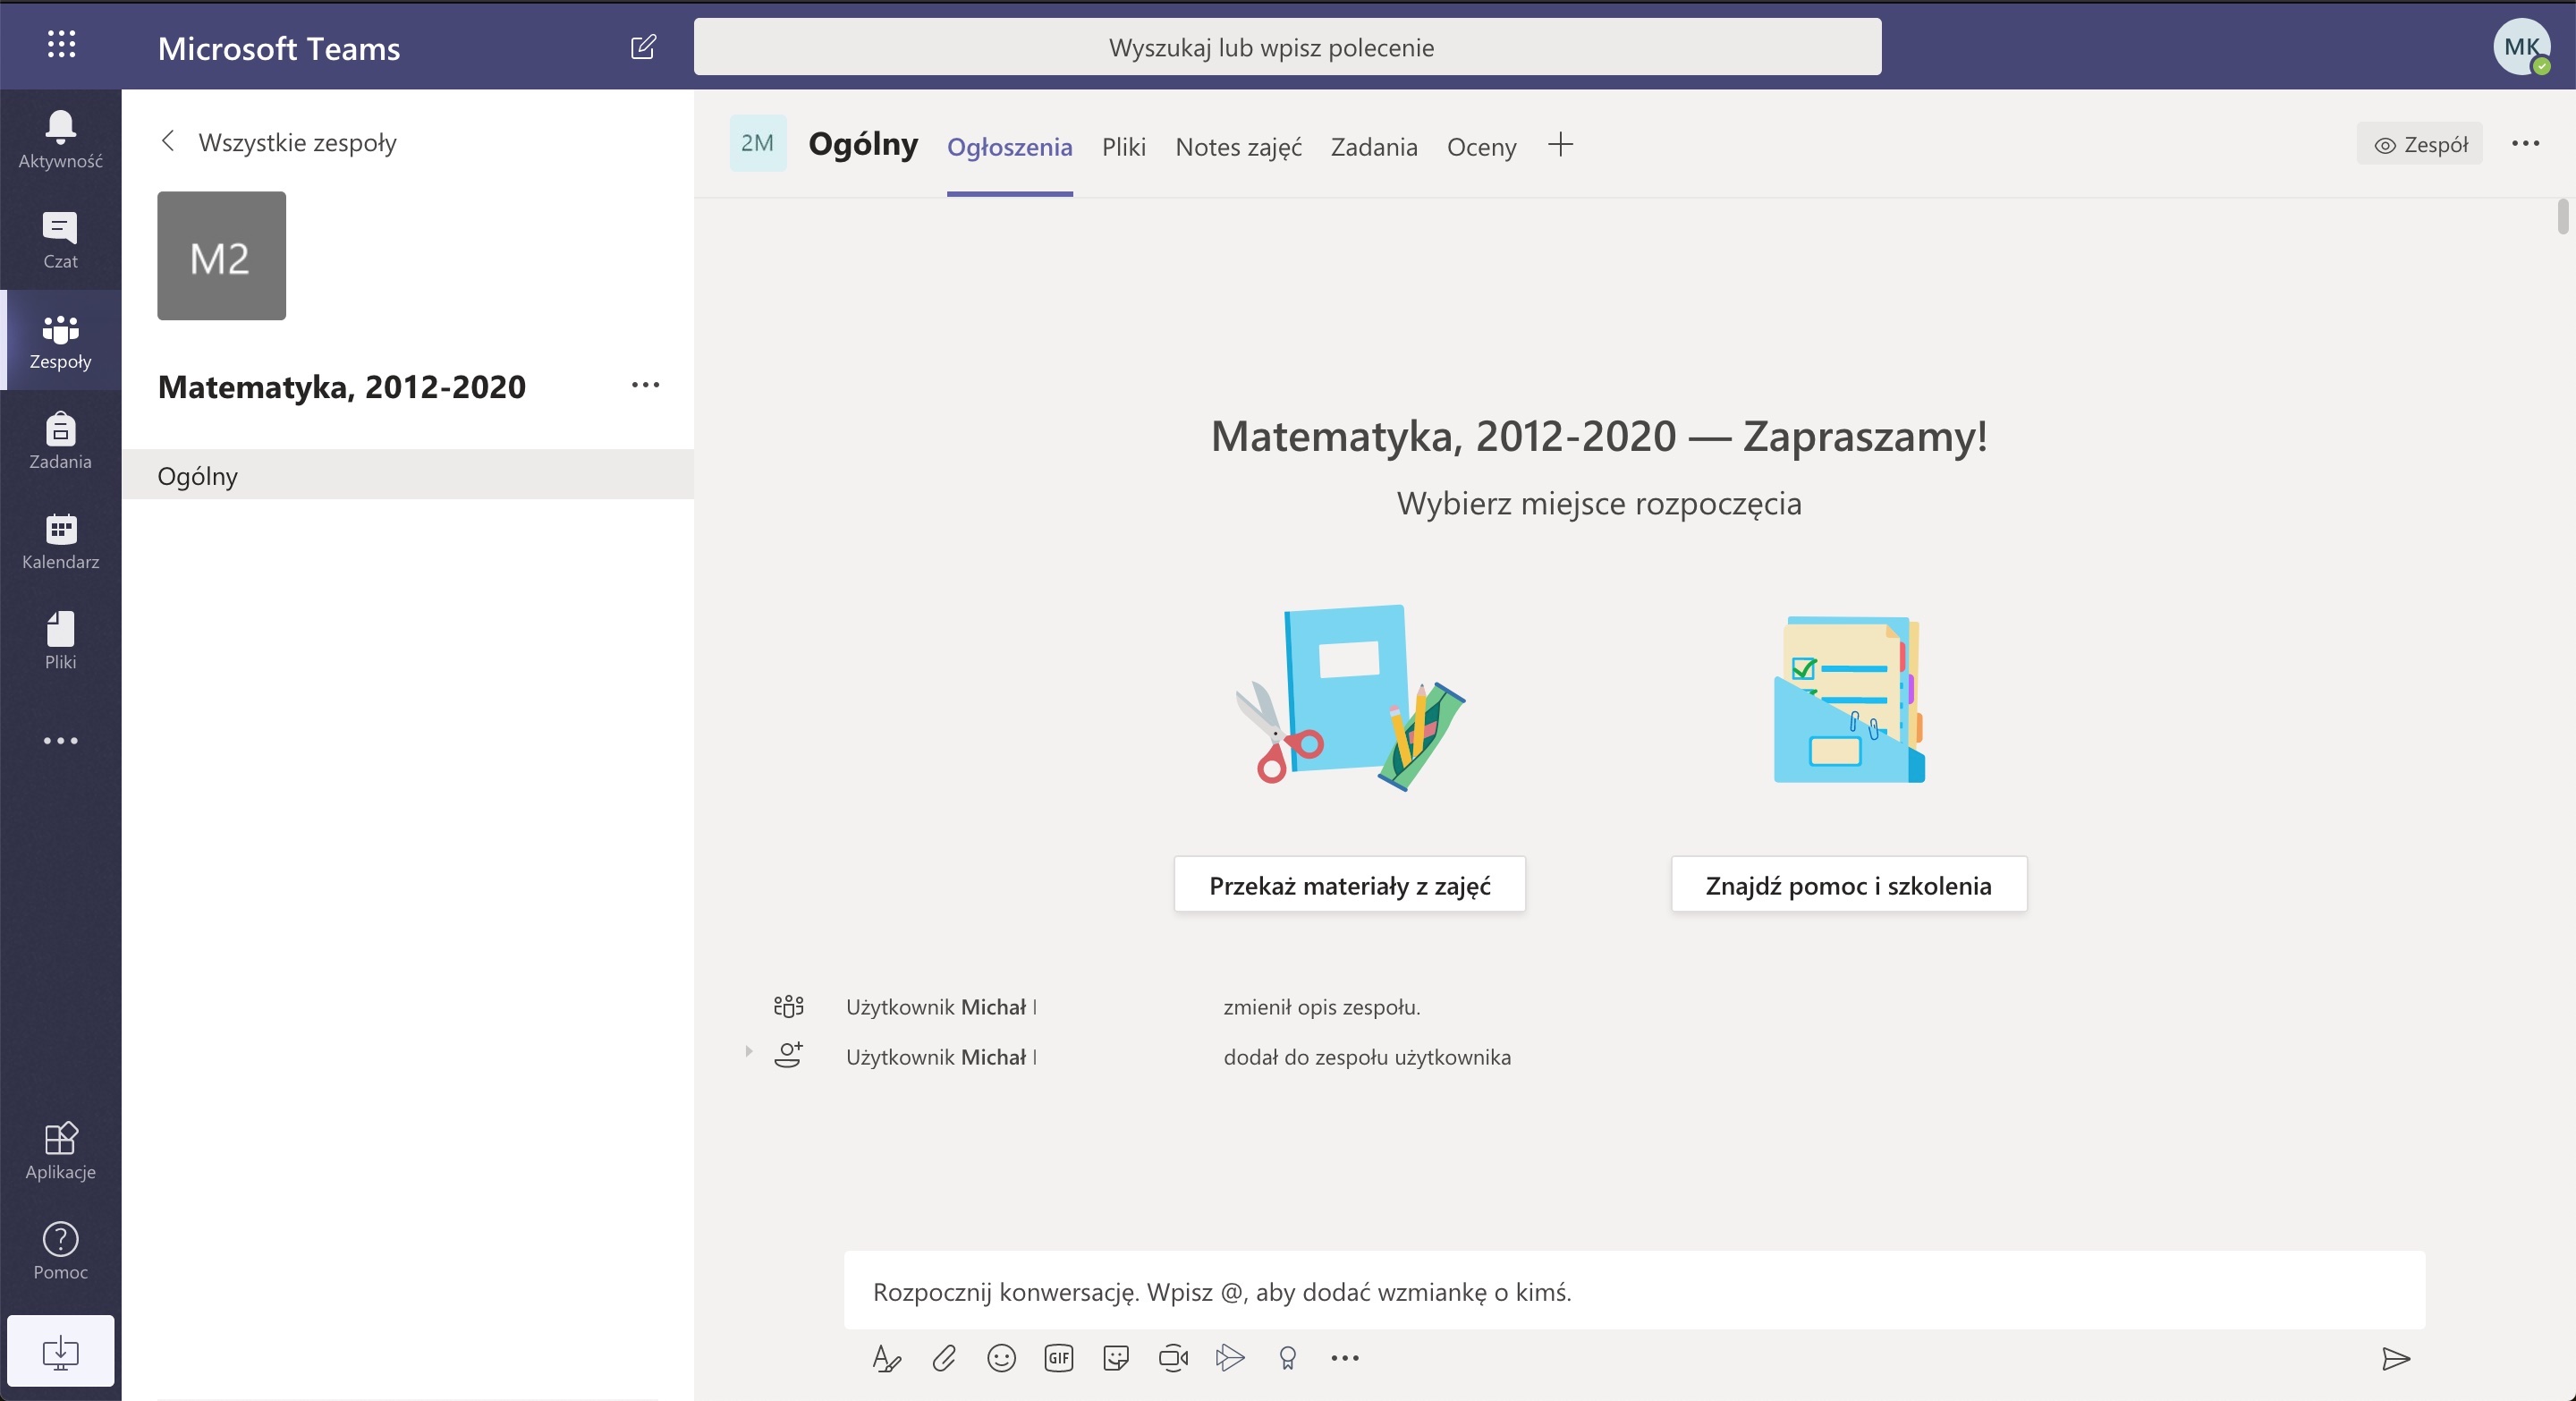 Microsoft Teams
Wyszukaj lub wpisz polecenie
MK
Aktywność
Czat
Zespoły
Zadania
Kalendarz
Pliki
Aplikacje
Pomoc
Wszystkie zespoły
M2
Matematyka, 2012-2020
Ogólny
2M
Ogólny
Ogłoszenia
Pliki
Notes zajęć
Zadania
Oceny
Zespół
Matematyka, 2012-2020 — Zapraszamy!
Wybierz miejsce rozpoczęcia
Przekaż materiały z zajęć
Znajdź pomoc i szkolenia
Użytkownik Michał zmienił opis zespołu.
Użytkownik Michał dodał do zespołu użytkownika
Rozpocznij konwersację. Wpisz @, aby dodać wzmiankę o kimś.
GIF